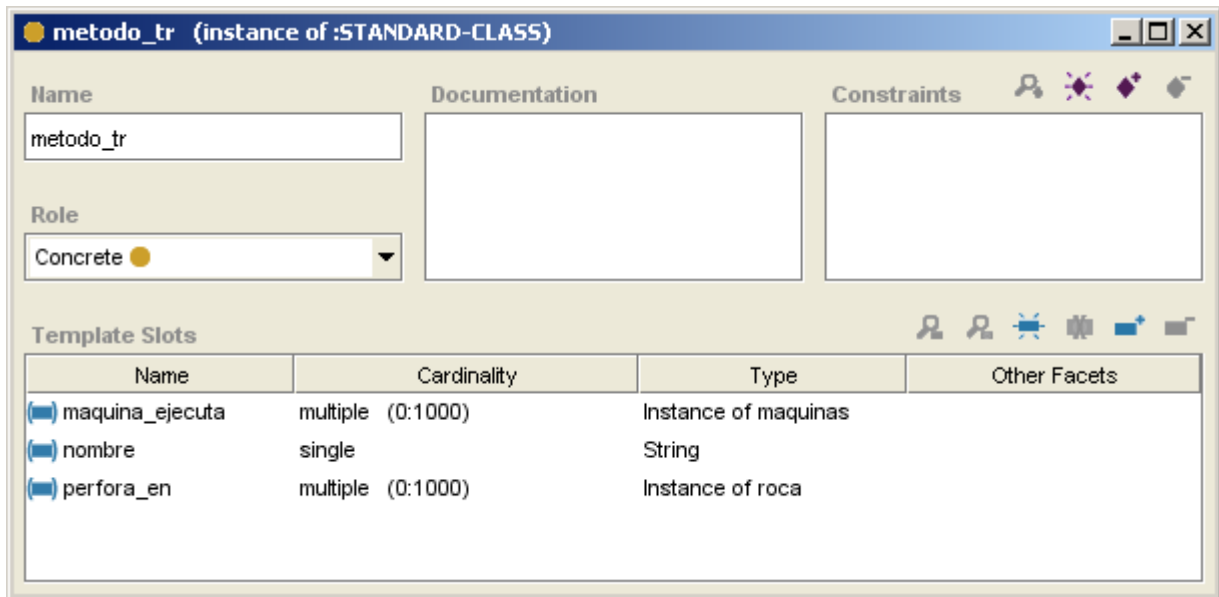 metodo_tr (instance of :STANDARD-CLASS)
Name
Documentation
Constraints
metodo_tr
Role
Concrete
Template Slots
Name Cardinality Type Other Facets
maquina_ejecuta multiple (0:1000) Instance of maquinas
nombre single String
perfora_en multiple (0:1000) Instance of roca